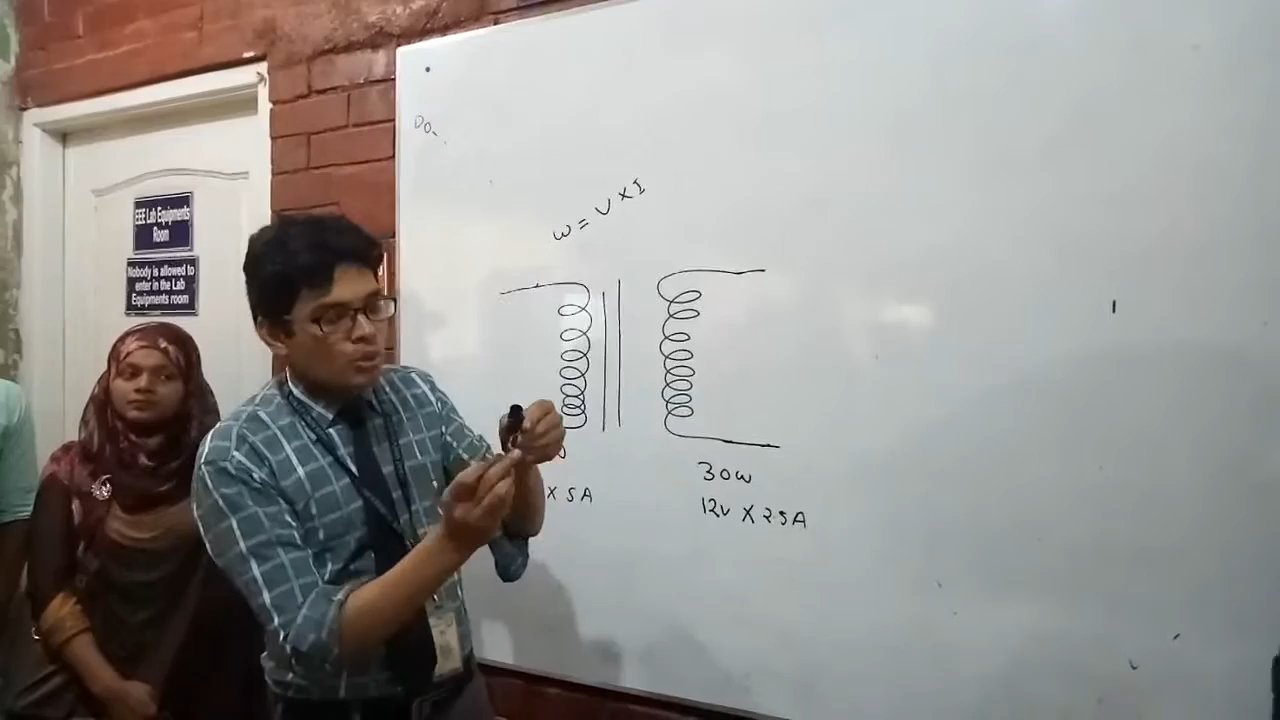 EEE Lab Equipments
Room
Nobody is allowed to
enter in the Lab
Equipments room
W = V X I
X 5A
30W
12V X 2.5A